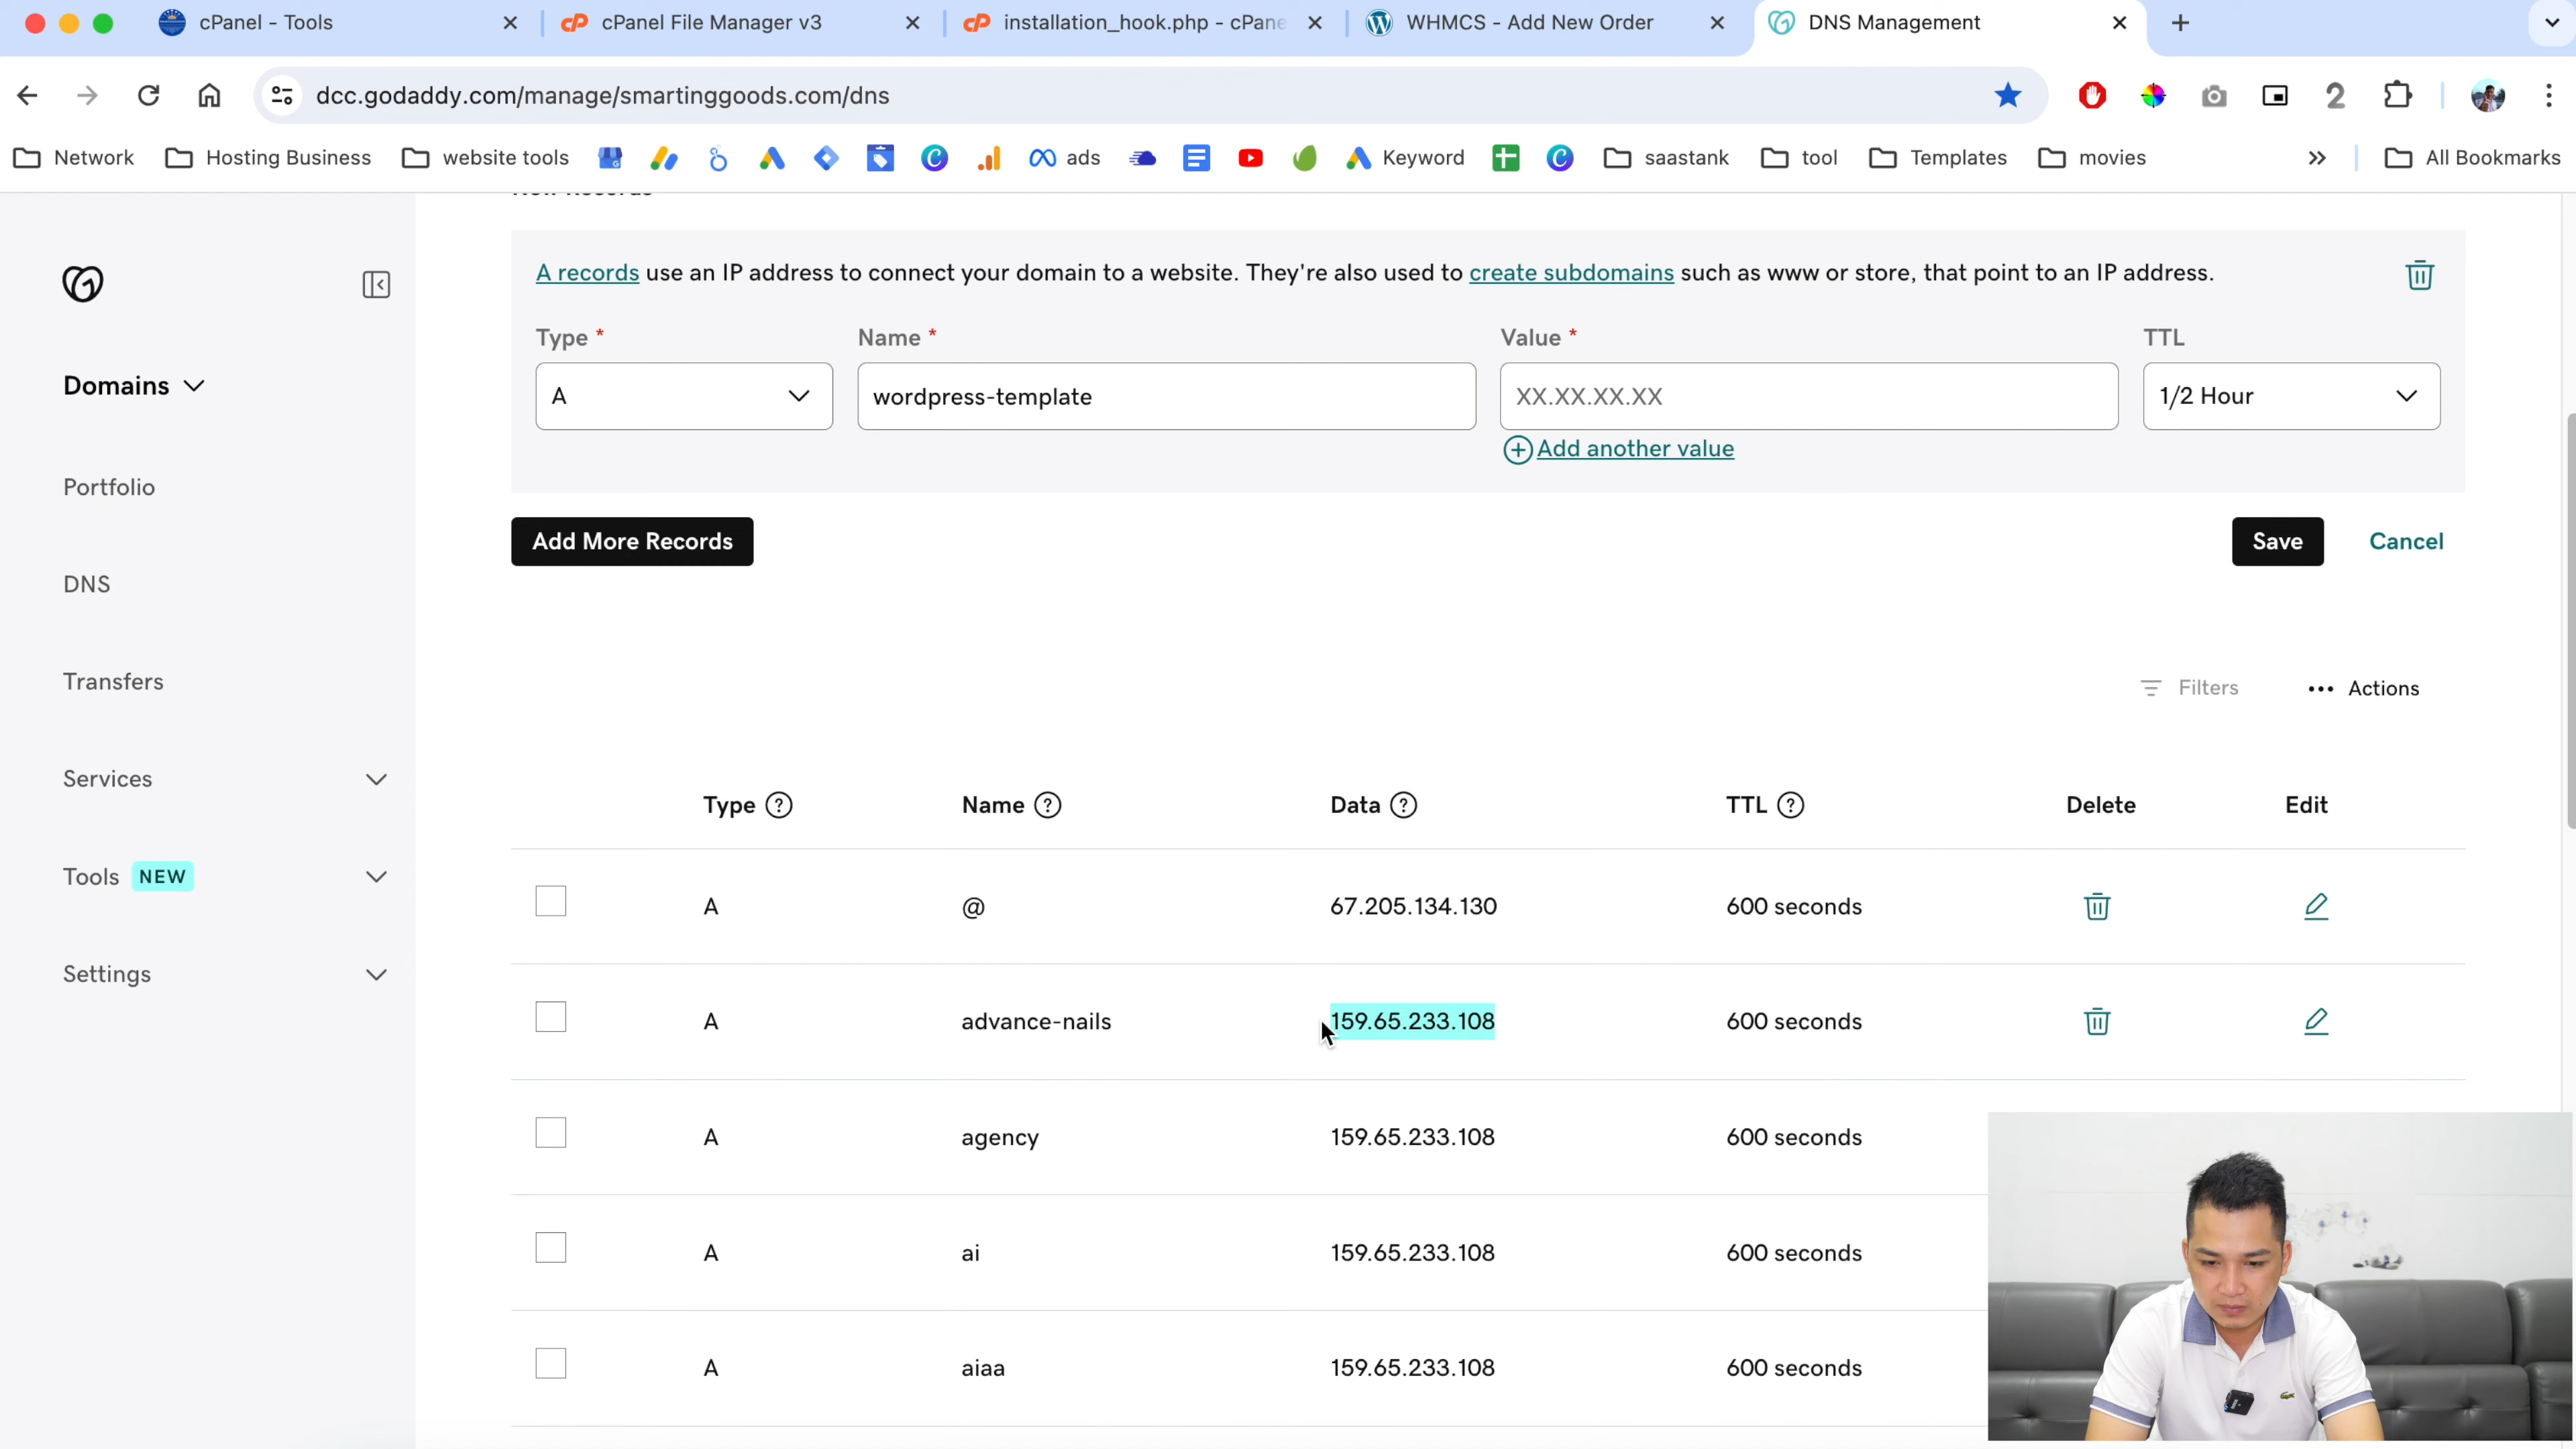 cPanel - Tools
cPanel File Manager v3
installation_hook.php - cPane
WHMCS - Add New Order
DNS Management
dcc.godaddy.com/manage/smartinggoods.com/dns
Network
Hosting Business
website tools
ads
Keyword
saastank
tool
Templates
movies
All Bookmarks
A records use an IP address to connect your domain to a website. They're also used to create subdomains such as www or store, that point to an IP address.
Type *
Name *
Value *
TTL
A
wordpress-template
XX.XX.XX.XX
1/2 Hour
Add another value
Add More Records
Save
Cancel
Domains
Portfolio
DNS
Transfers
Services
Tools NEW
Settings
Filters
Actions
Type
Name
Data
TTL
Delete
Edit
A @ 67.205.134.130 600 seconds
A advance-nails 159.65.233.108 600 seconds
A agency 159.65.233.108 600 seconds
A ai 159.65.233.108 600 seconds
A aiaa 159.65.233.108 600 seconds